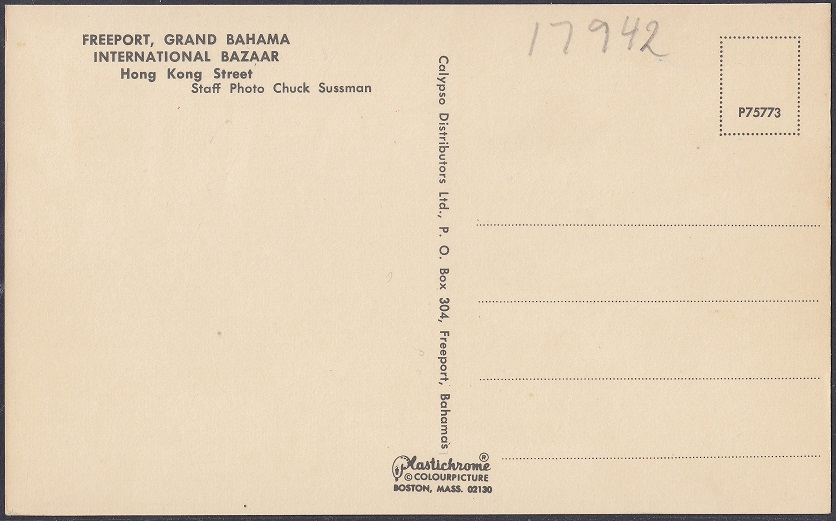 FREEPORT, GRAND BAHAMA
INTERNATIONAL BAZAAR
Hong Kong Street
Staff Photo Chuck Sussman
Calypso Distributors Ltd., P. O. Box 304, Freeport, Bahamas
17942
P75773
Plastichrome®
© COLOURPICTURE
BOSTON, MASS. 02130